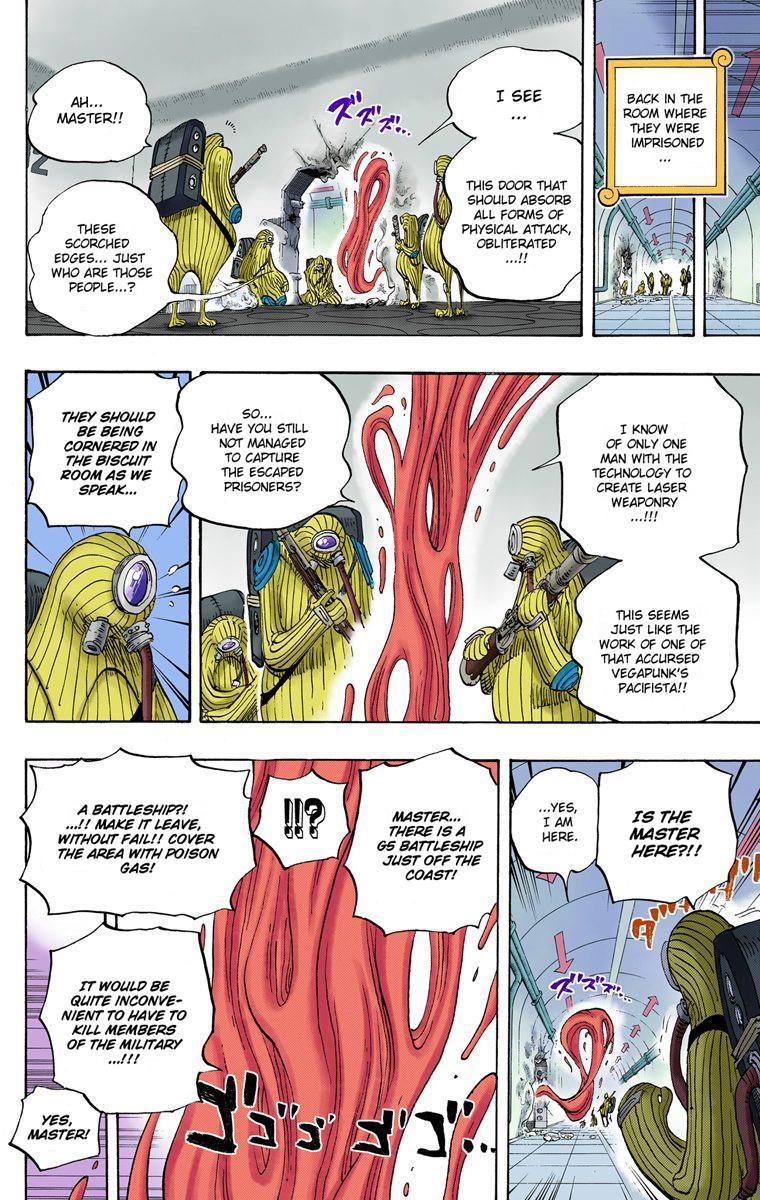 BACK IN THE
ROOM WHERE
THEY WERE
IMPRISONED
...
I SEE
...
THIS DOOR THAT
SHOULD ABSORB
ALL FORMS OF
PHYSICAL ATTACK,
OBLITERATED
...!!
ズズズ...
AH...
MASTER!!
THESE
SCORCHED
EDGES... JUST
WHO ARE THOSE
PEOPLE...?
I KNOW
OF ONLY ONE
MAN WITH THE
TECHNOLOGY TO
CREATE LASER
WEAPONRY
...!!!
THIS SEEMS
JUST LIKE THE
WORK OF ONE OF
THAT ACCURSED
VEGAPUNK'S
PACIFISTA!!
SO...
HAVE YOU STILL
NOT MANAGED
TO CAPTURE
THE ESCAPED
PRISONERS?
THEY SHOULD
BE BEING
CORNERED IN
THE BISCUIT
ROOM AS WE
SPEAK...
IS THE
MASTER
HERE?!!
...YES,
I AM
HERE.
ズズズ...
MASTER...
THERE IS A
G5 BATTLESHIP
JUST OFF THE
COAST!
!!?
A BATTLESHIP?!
...!! MAKE IT LEAVE,
WITHOUT FAIL!! COVER
THE AREA WITH POISON
GAS!
IT WOULD BE
QUITE INCONVE-
NIENT TO HAVE TO
KILL MEMBERS
OF THE MILITARY
...!!!
YES,
MASTER!
ゴゴゴゴゴ...